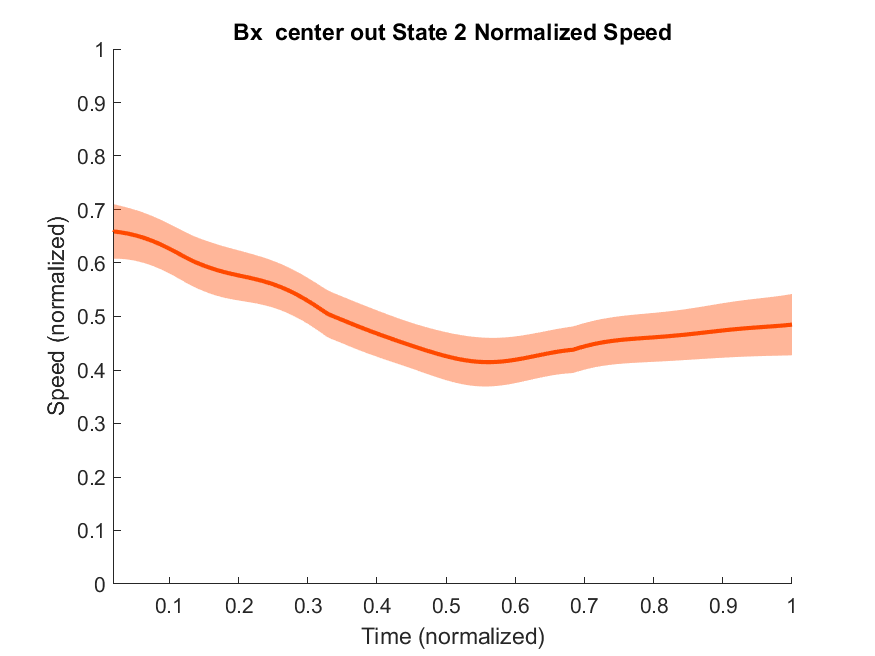 Bx  center out State 2 Normalized Speed
1
0.9
0.8
0.7
0.6
0.5
0.4
0.3
0.2
0.1
0
Speed (normalized)
0.1 0.2 0.3 0.4 0.5 0.6 0.7 0.8 0.9 1
Time (normalized)